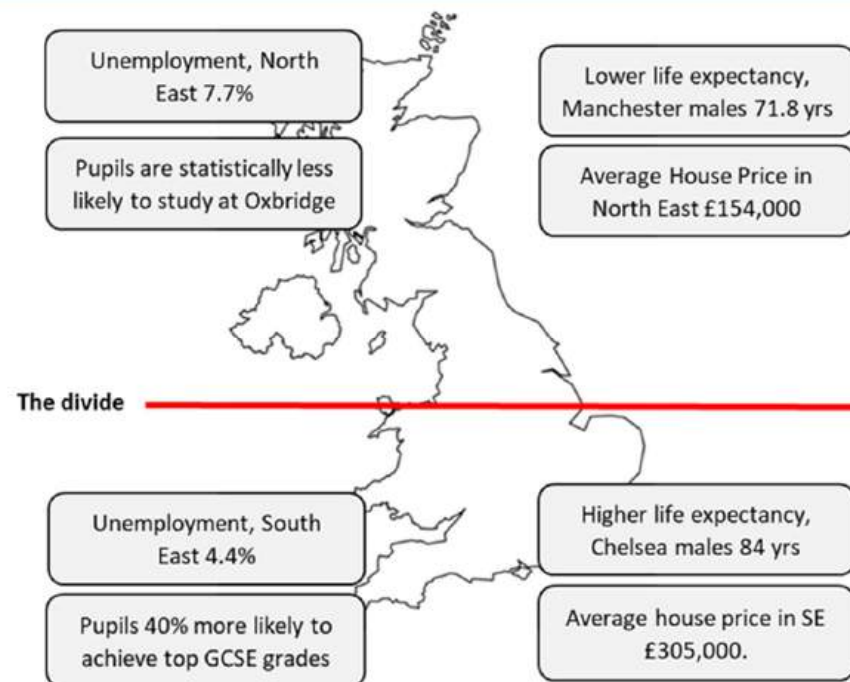 Unemployment, North
East 7.7%
Pupils are statistically less
likely to study at Oxbridge
Lower life expectancy,
Manchester males 71.8 yrs
Average House Price in
North East £154,000
The divide
Unemployment, South
East 4.4%
Pupils 40% more likely to
achieve top GCSE grades
Higher life expectancy,
Chelsea males 84 yrs
Average house price in SE
£305,000.